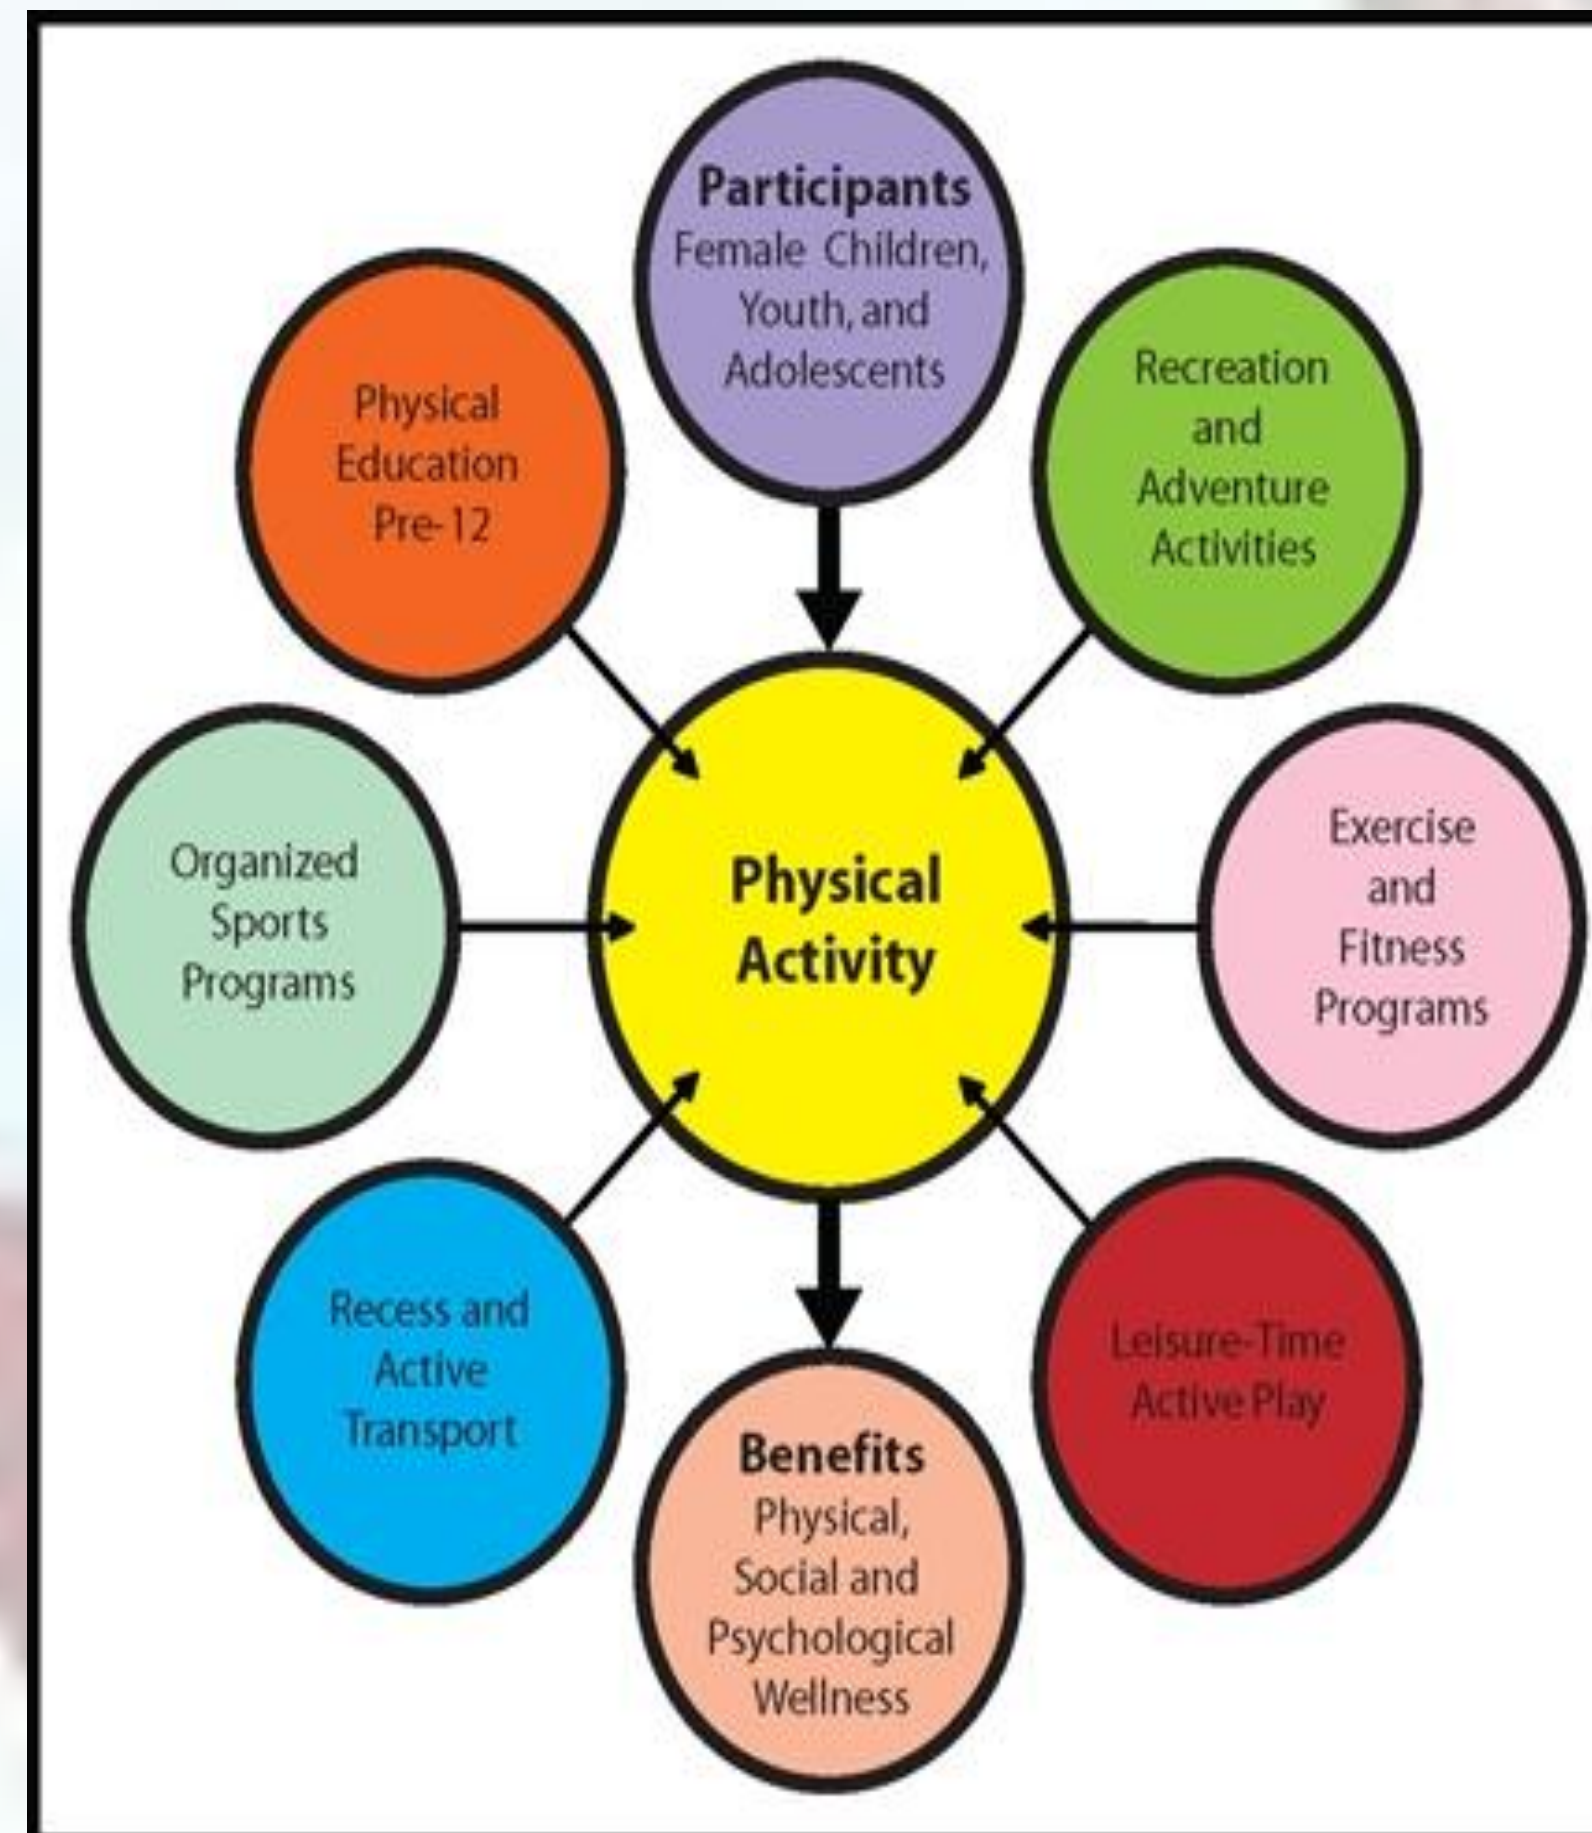 Participants
Female Children,
Youth, and
Adolescents
Physical
Education
Pre-12
Recreation
and
Adventure
Activities
Organized
Sports
Programs
Physical
Activity
Exercise
and
Fitness
Programs
Recess and
Active
Transport
Leisure-Time
Active Play
Benefits
Physical,
Social and
Psychological
Wellness